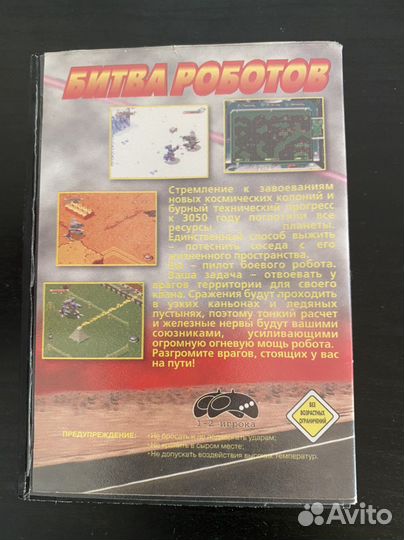 БИТВА РОБОТОВ
Стремление к завоеваниям
новых космических колоний и
бурный технический прогресс
к 3050 году поглотили все
ресурсы планеты.
Единственный способ выжить
– потеснить соседа с его
жизненного пространства.
Вы – пилот боевого робота.
Ваша задача – отвоевать у
врагов территории для своего
клана. Сражения будут проходить
в узких каньонах и ледяных
пустынях, поэтому тонкий расчет
и железные нервы будут вашими
союзниками, усиливающими
огромную огневую мощь робота.
Разгромите врагов, стоящих у вас
на пути!
1-2 игрока
БЕЗ
ВОЗРАСТНЫХ
ОГРАНИЧЕНИЙ
ПРЕДУПРЕЖДЕНИЕ:
·Не бросать и не подвергать ударам;
·Не хранить в сыром месте;
·Не допускать воздействия высоких температур.
Avito